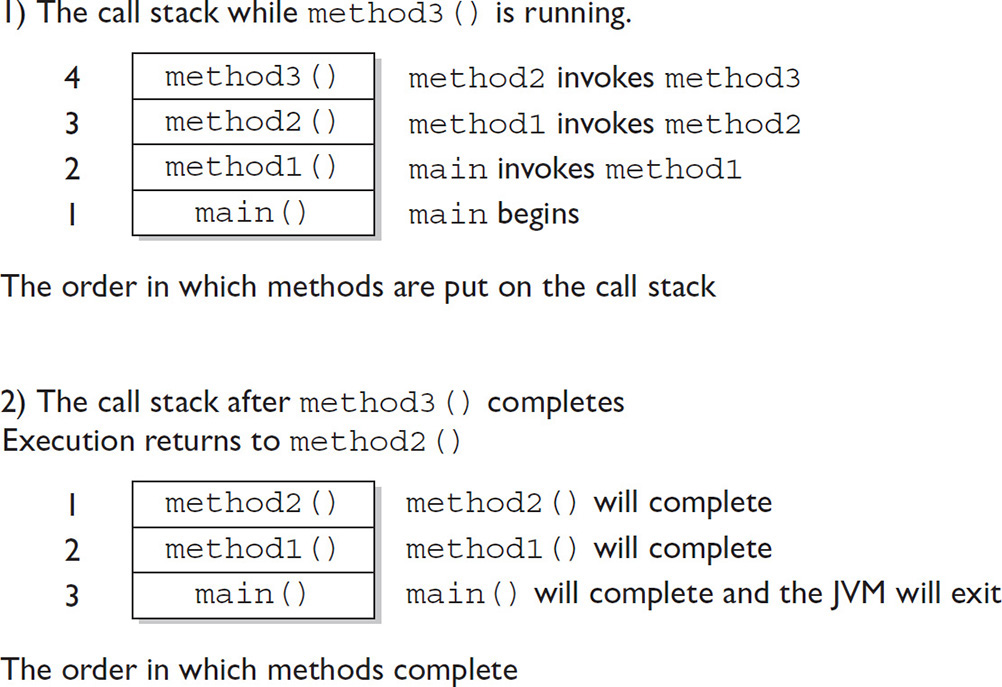 1) The call stack while method3() is running.
4 method3() method2 invokes method3
3 method2() method1 invokes method2
2 method1() main invokes method1
1 main() main begins
The order in which methods are put on the call stack
2) The call stack after method3() completes
Execution returns to method2()
1 method2() method2() will complete
2 method1() method1() will complete
3 main() main() will complete and the JVM will exit
The order in which methods complete